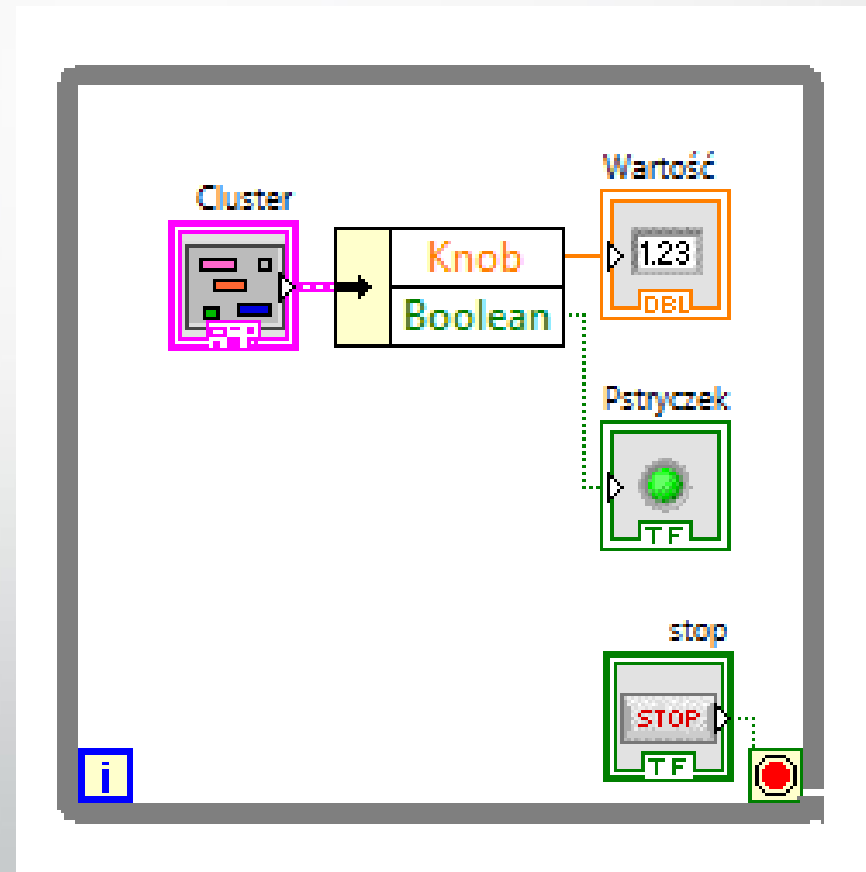 Wartość
Cluster
1.23
Knob
DBL
Boolean
Pstryczek
TF
stop
STOP
TF
i